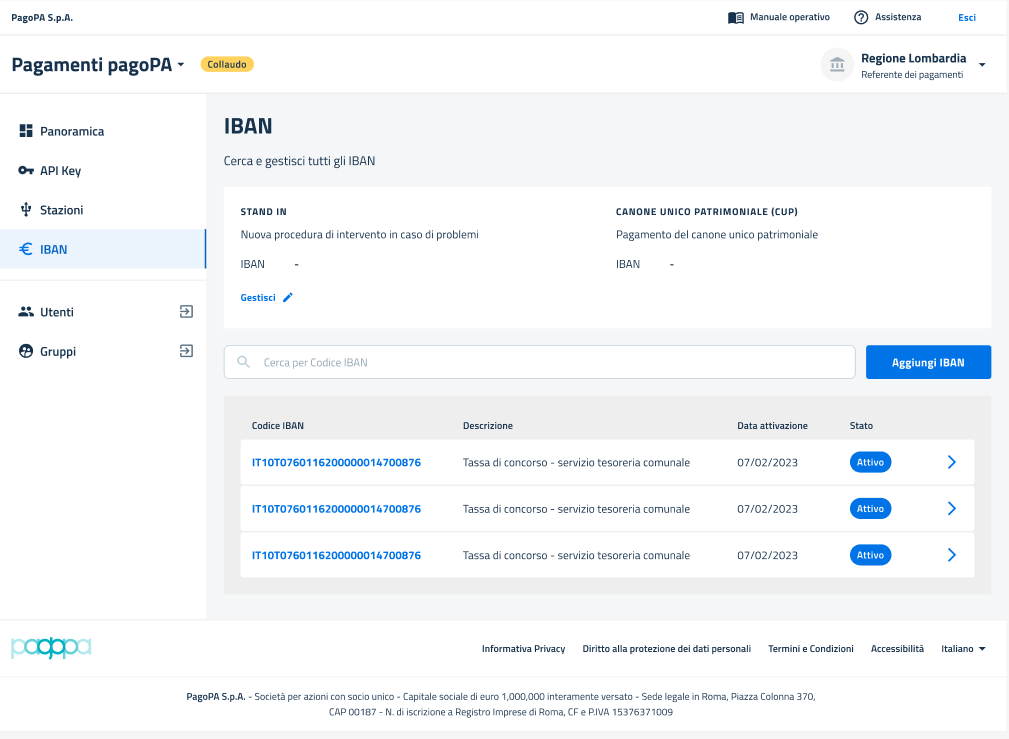 PagoPA S.p.A.
Manuale operativo
Assistenza
Esci
Pagamenti pagoPA
Collaudo
Regione Lombardia
Referente dei pagamenti
Panoramica
API Key
Stazioni
IBAN
Utenti
Gruppi
IBAN
Cerca e gestisci tutti gli IBAN
STAND IN
Nuova procedura di intervento in caso di problemi
IBAN -
Gestisci
CANONE UNICO PATRIMONIALE (CUP)
Pagamento del canone unico patrimoniale
IBAN -
Cerca per Codice IBAN
Aggiungi IBAN
Codice IBAN Descrizione Data attivazione Stato
IT10T0760116200000014700876 Tassa di concorso - servizio tesoreria comunale 07/02/2023 Attivo
IT10T0760116200000014700876 Tassa di concorso - servizio tesoreria comunale 07/02/2023 Attivo
IT10T0760116200000014700876 Tassa di concorso - servizio tesoreria comunale 07/02/2023 Attivo
pagopa
Informativa Privacy Diritto alla protezione dei dati personali Termini e Condizioni Accessibilità Italiano
PagoPA S.p.A. - Società per azioni con socio unico - Capitale sociale di euro 1,000,000 interamente versato - Sede legale in Roma, Piazza Colonna 370,
CAP 00187 - N. di iscrizione a Registro Imprese di Roma, CF e P.IVA 15376371009